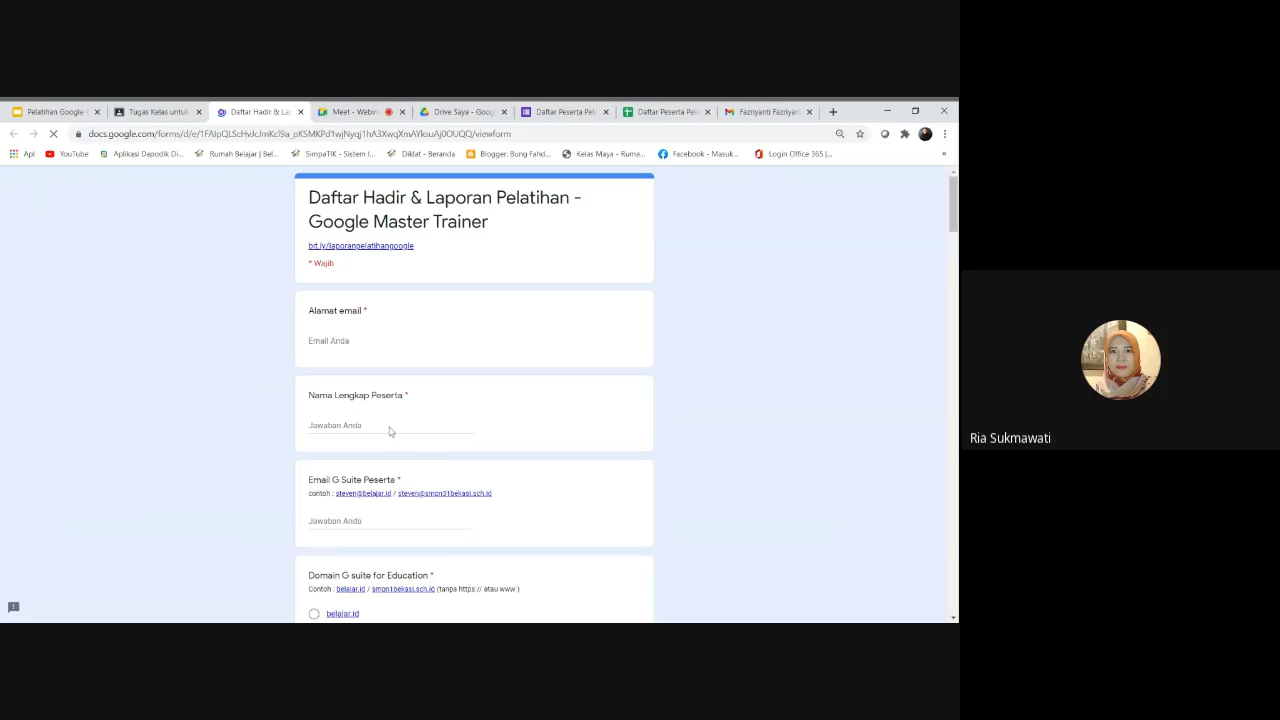 Pelatihan Google
Tugas Kelas untuk
Daftar Hadir & La
Meet - Webin
Drive Saya - Goog
Daftar Peserta Pel
Daftar Peserta Pel
Fazriyanti Fazriyan
docs.google.com/forms/d/e/
/viewform
Apl
YouTube
Aplikasi Dapodik Di...
Rumah Belajar | Bel...
SimpaTIK - Sistem I...
Diklat - Beranda
Blogger: Bung Fahd...
Kelas Maya - Ruma...
Facebook - Masuk...
Login Office 365 |...
»
Daftar Hadir & Laporan Pelatihan -
Google Master Trainer
bit.ly/laporanpelatihangoogle
* Wajib
Alamat email *
Email Anda
Nama Lengkap Peserta *
Jawaban Anda
Email G Suite Peserta *
contoh : steven@belajar.id / steven@smpn31bekasi.sch.id
Jawaban Anda
Domain G suite for Education *
Contoh : belajar.id / smpn1bekasi.sch.id (tanpa https:// atau www )
belajar.id
Ria Sukmawati